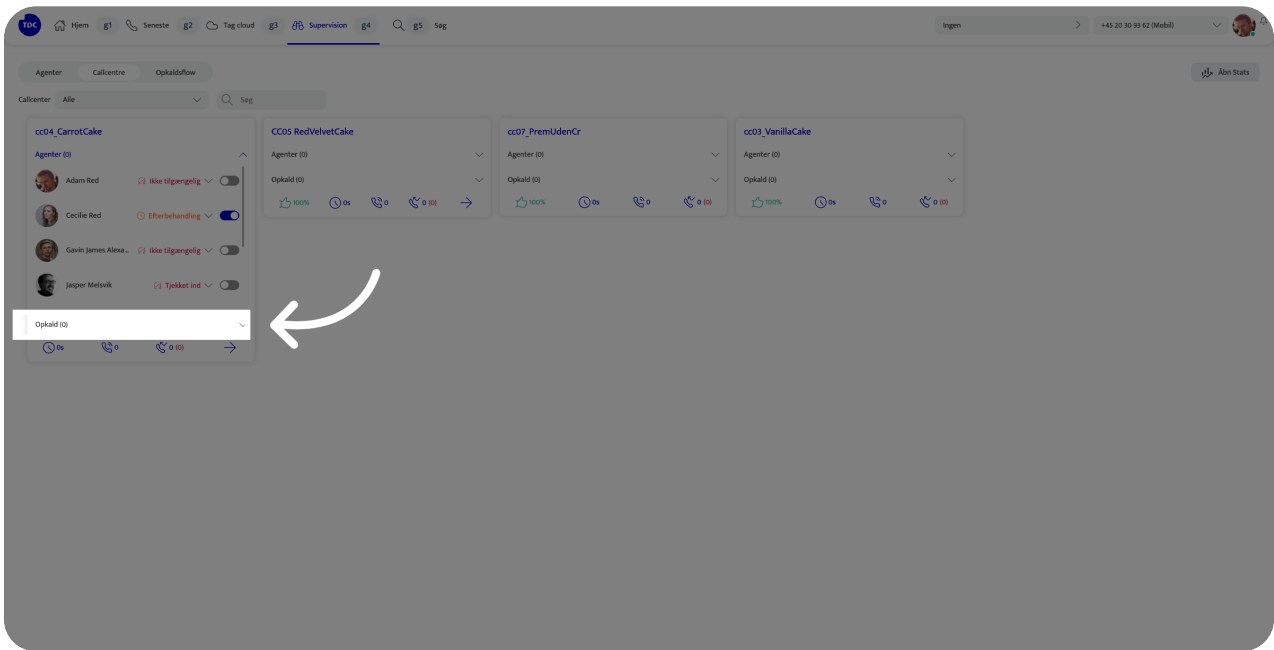 TDC Hjem g1 Seneste g2 Tag cloud g3 Supervision g4 g5 Søg Ingen +45 20 30 93 62 (Mobil)
Agenter Callcentre Opkaldsflow Åbn Stats
Callcenter Alle Søg
cc04_CarrotCake
Agenter (0)
Adam Red Ikke tilgængelig
Cecilie Red Efterbehandling
Gavin James Alexa... Ikke tilgængelig
Jasper Melsvik Tjekket ind
Opkald (0)
0s 0 0 (0)
CC05 RedVelvetCake
Agenter (0)
Opkald (0)
100% 0s 0 0 (0)
cc07_PremUdenCr
Agenter (0)
Opkald (0)
100% 0s 0 0 (0)
cc03_VanillaCake
Agenter (0)
Opkald (0)
100% 0s 0 0 (0)